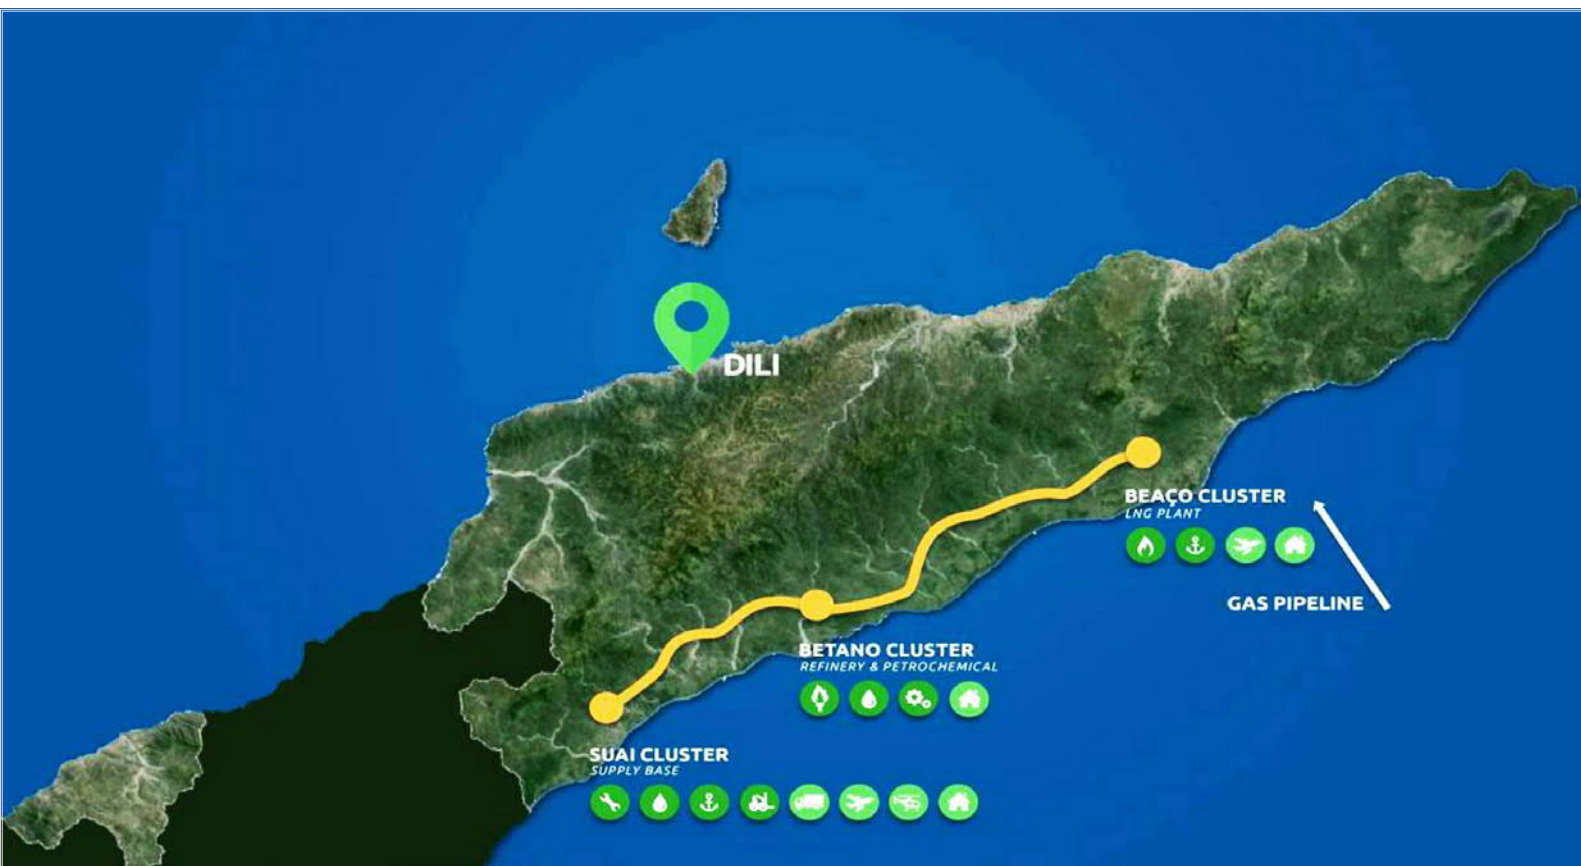 DILI
BEAÇO CLUSTER
LNG PLANT
GAS PIPELINE
BETANO CLUSTER
REFINERY & PETROCHEMICAL
SUAI CLUSTER
SUPPLY BASE